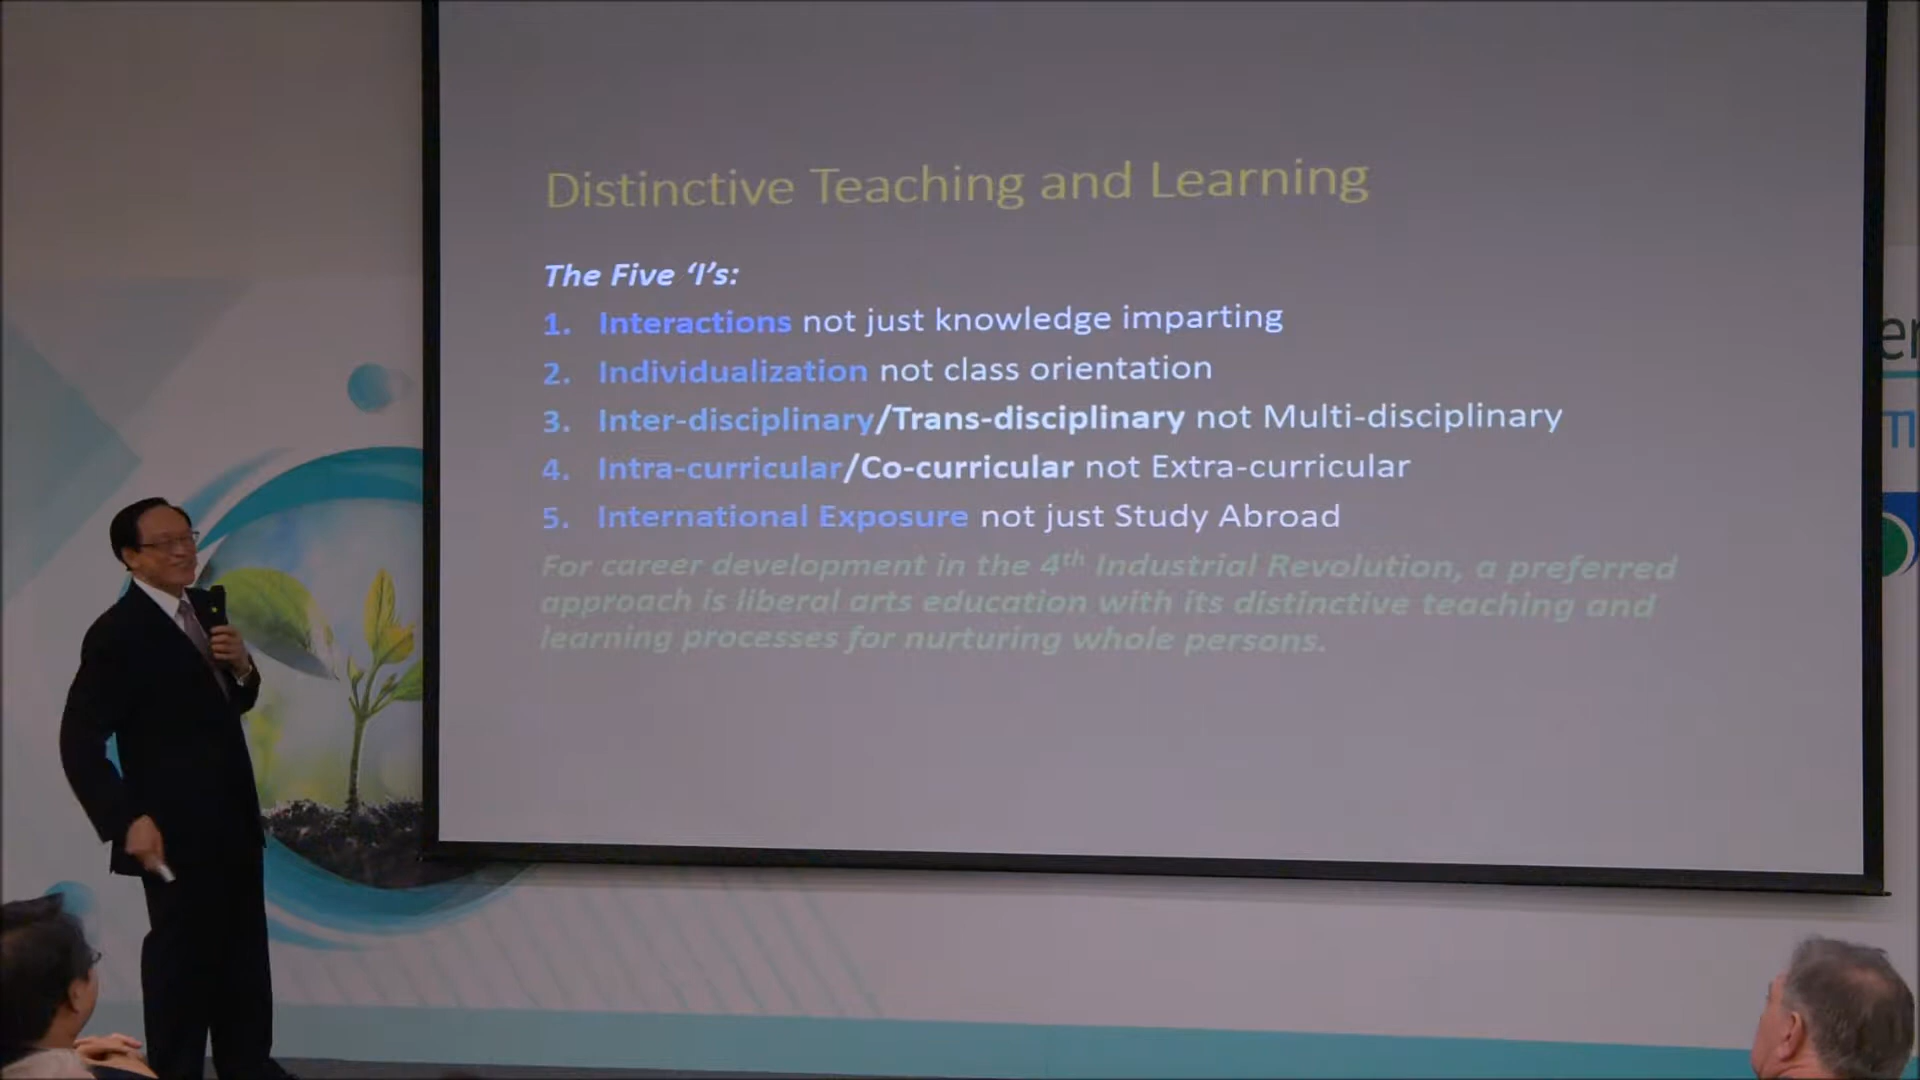 Distinctive Teaching and Learning
The Five ‘I’s:
1. Interactions not just knowledge imparting
2. Individualization not class orientation
3. Inter-disciplinary/Trans-disciplinary not Multi-disciplinary
4. Intra-curricular/Co-curricular not Extra-curricular
5. International Exposure not just Study Abroad
For career development in the 4th Industrial Revolution, a preferred
approach is liberal arts education with its distinctive teaching and
learning processes for nurturing whole persons.